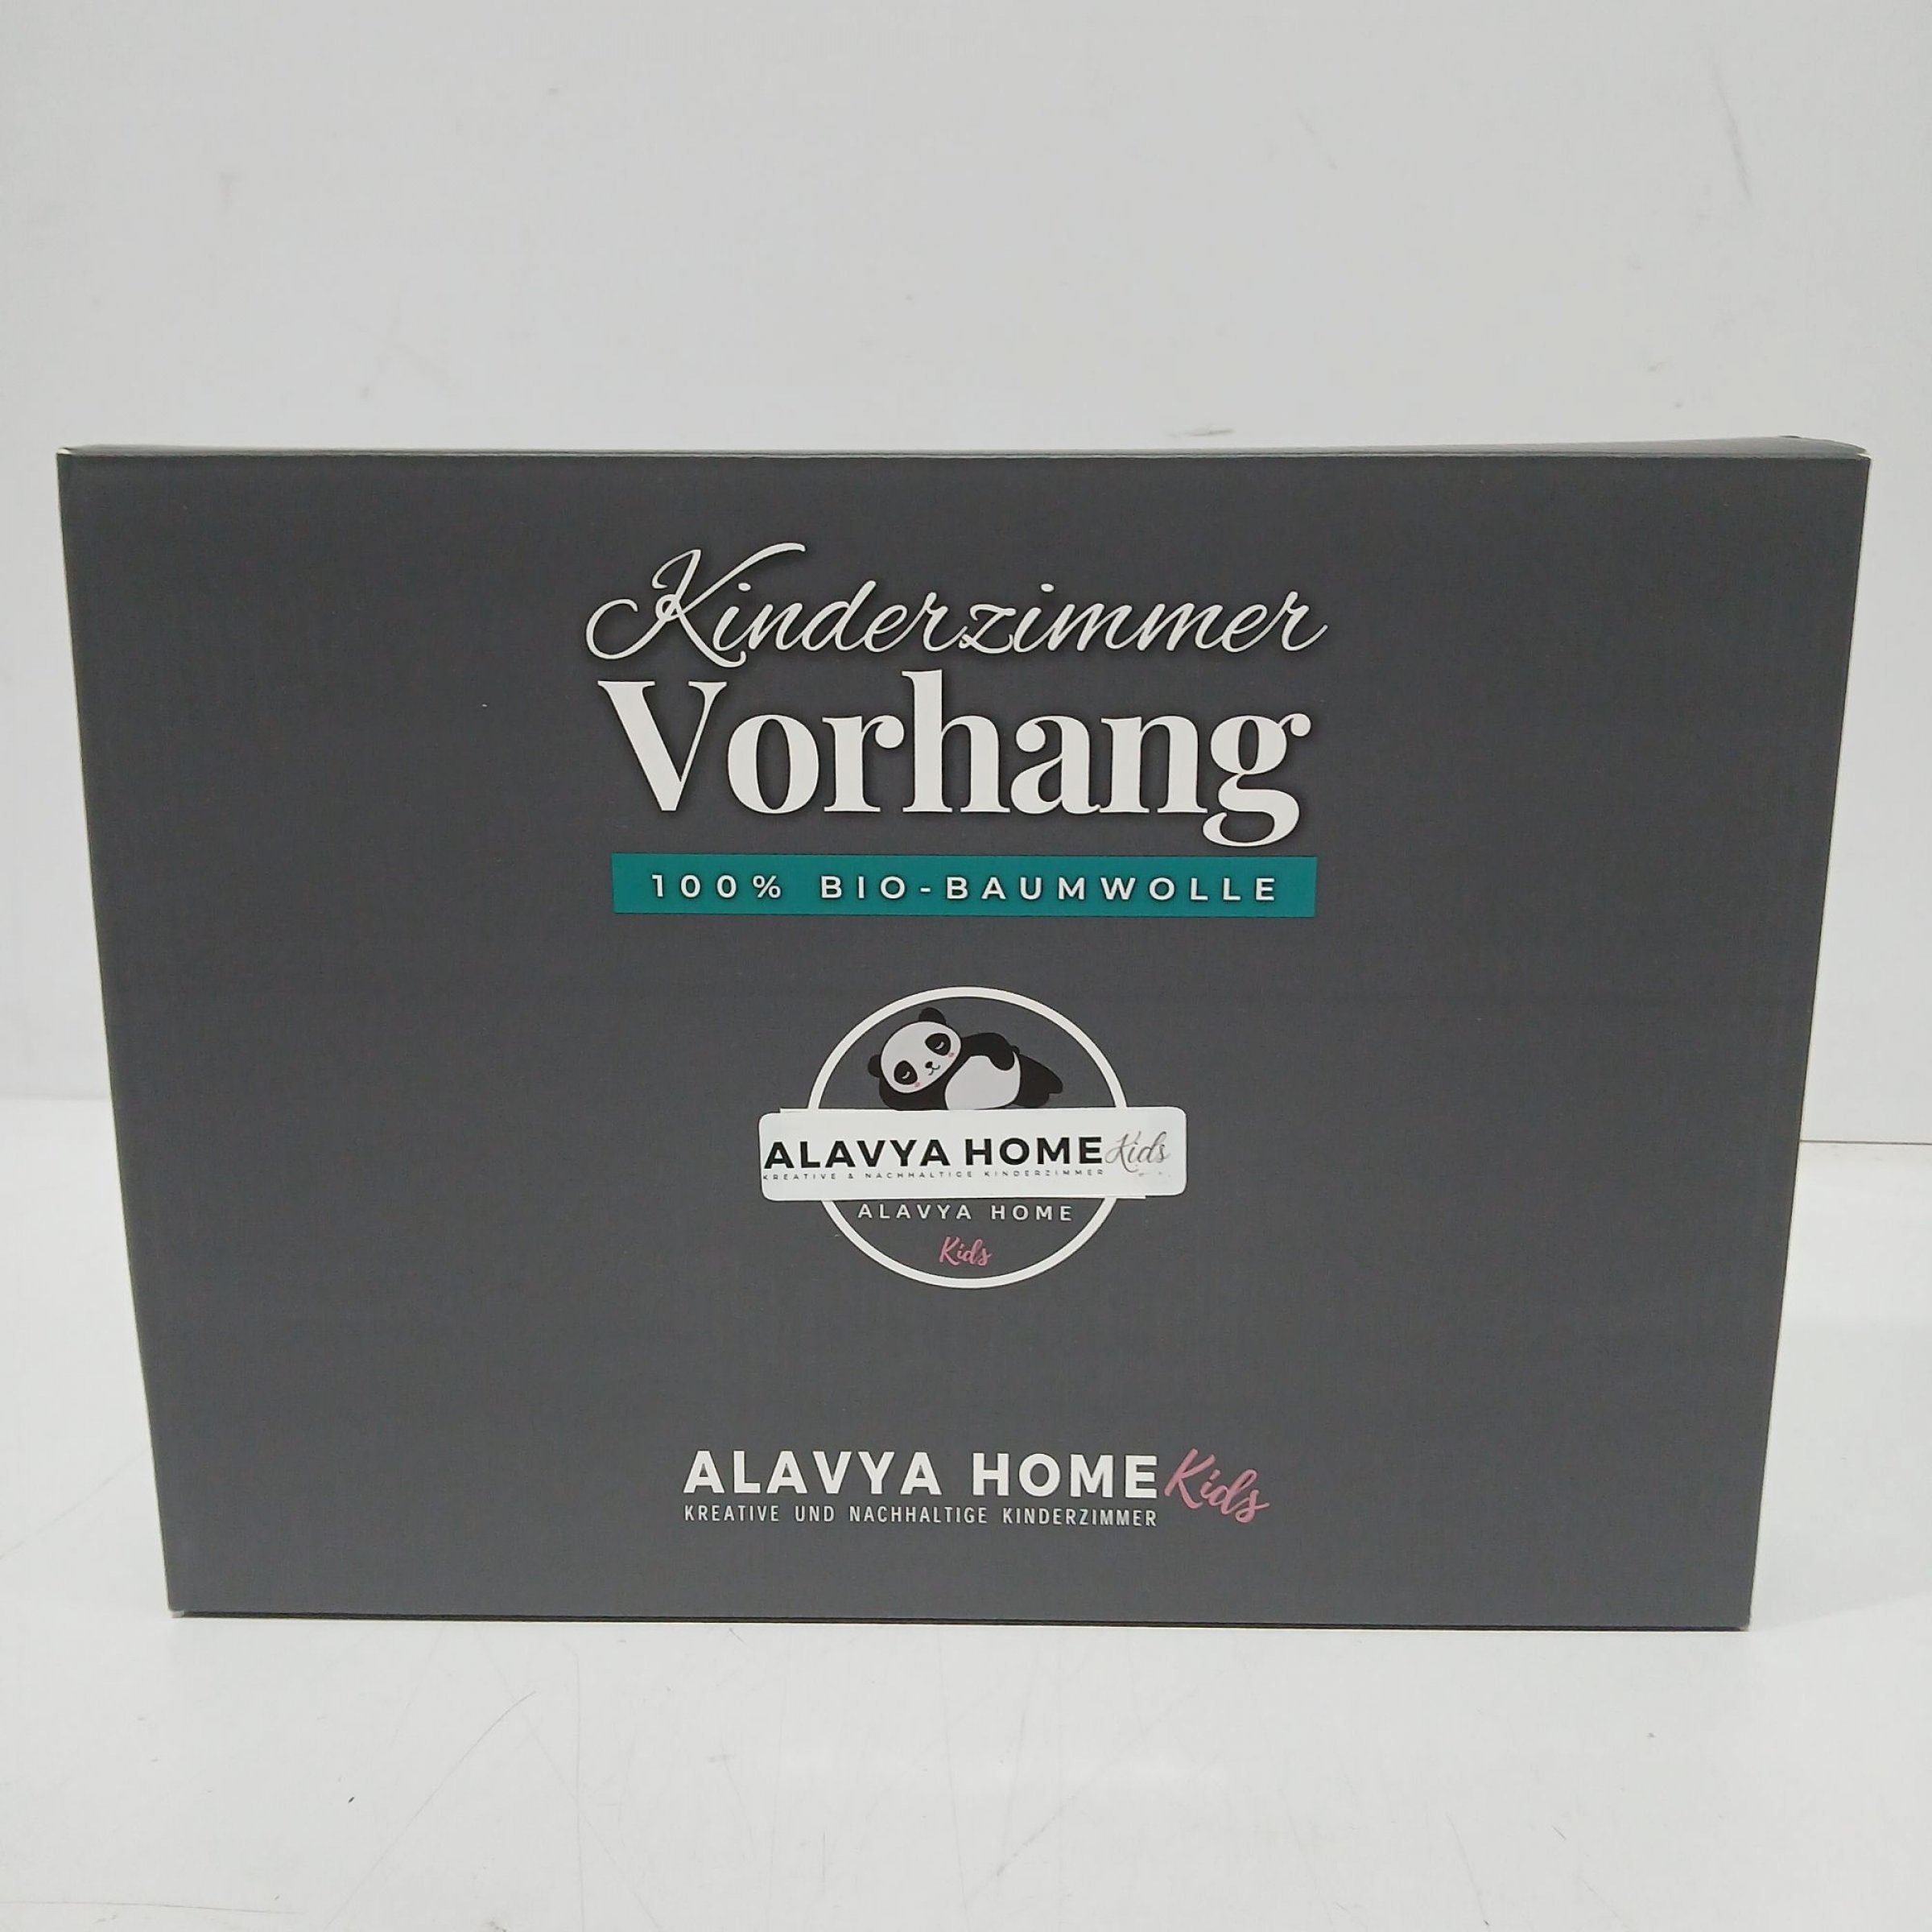 Kinderzimmer
Vorhang
100% BIO-BAUMWOLLE
ALAVYA HOME Kids
KREATIVE & NACHHALTIGE KINDERZIMMER
ALAVYA HOME
Kids
ALAVYA HOME Kids
KREATIVE UND NACHHALTIGE KINDERZIMMER